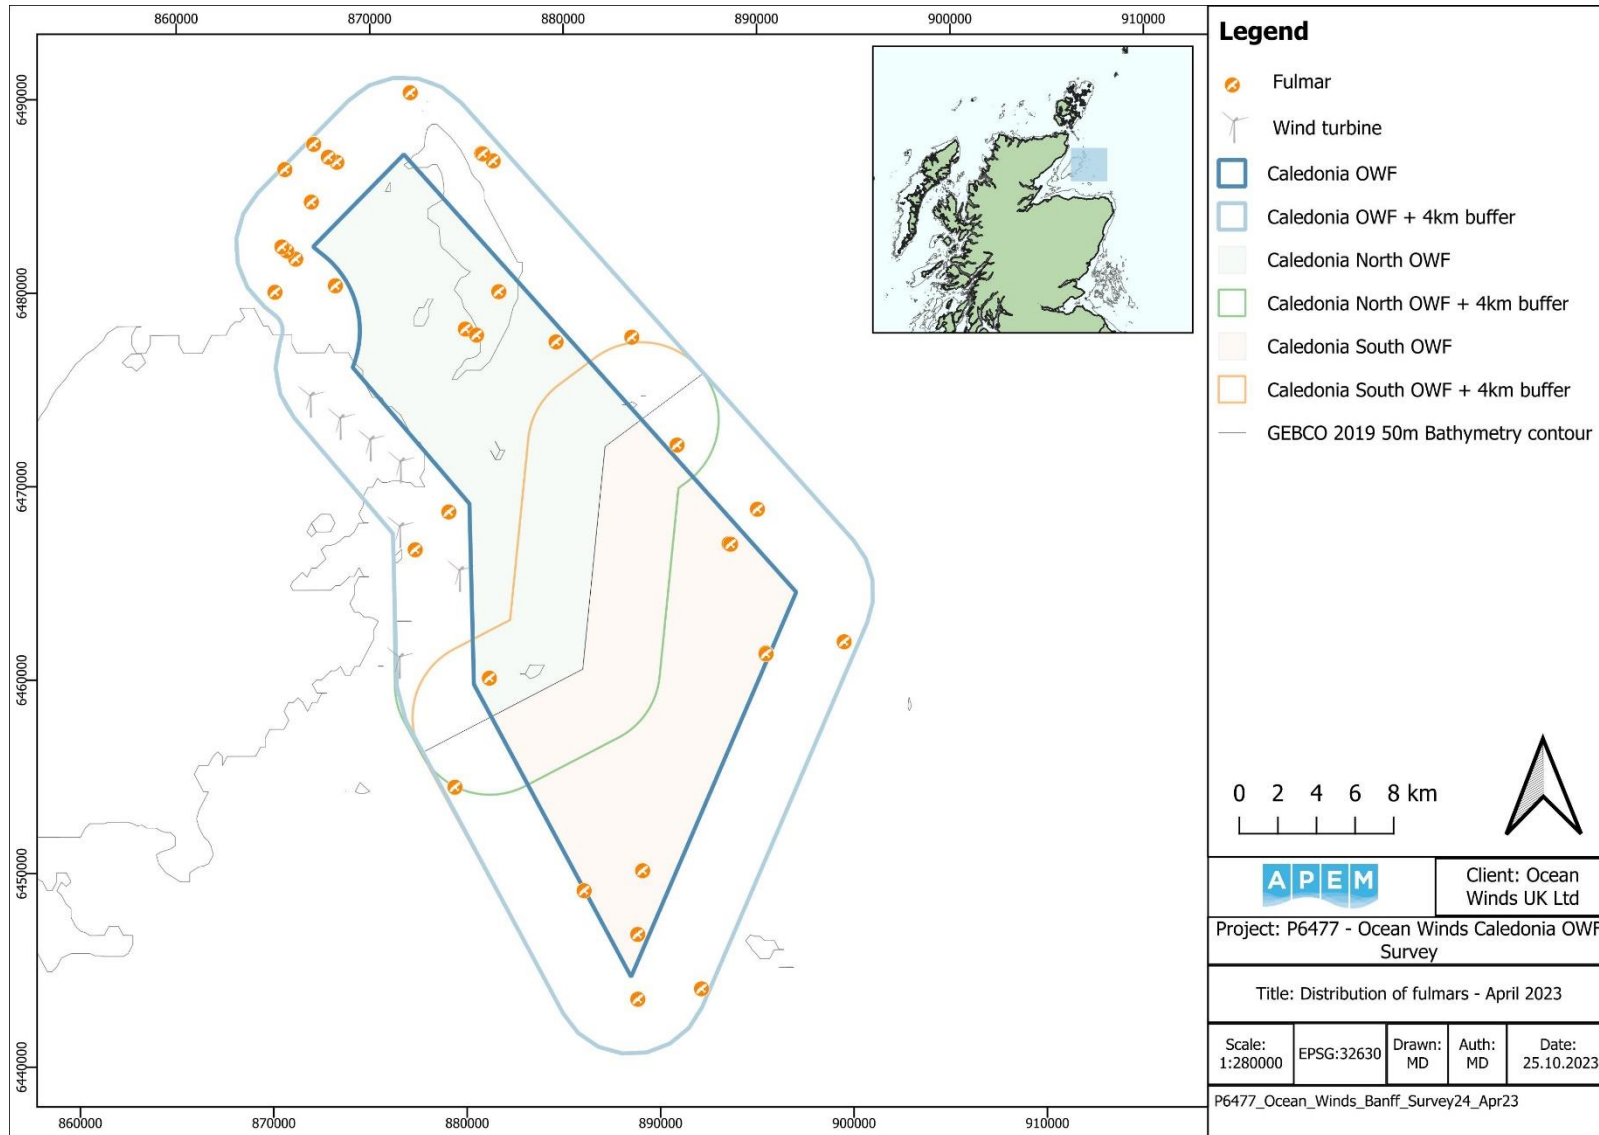 860000 870000 880000 890000 900000 910000
6490000
6480000
6470000
6460000
6450000
6440000
860000 870000 880000 890000 900000 910000
Legend
Fulmar
Wind turbine
Caledonia OWF
Caledonia OWF + 4km buffer
Caledonia North OWF
Caledonia North OWF + 4km buffer
Caledonia South OWF
Caledonia South OWF + 4km buffer
GEBCO 2019 50m Bathymetry contour
0 2 4 6 8 km
APEM
Client: Ocean
Winds UK Ltd
Project: P6477 - Ocean Winds Caledonia OWF
Survey
Title: Distribution of fulmars - April 2023
Scale:
1:280000
EPSG:32630
Drawn:
MD
Auth:
MD
Date:
25.10.2023
P6477_Ocean_Winds_Banff_Survey24_Apr23